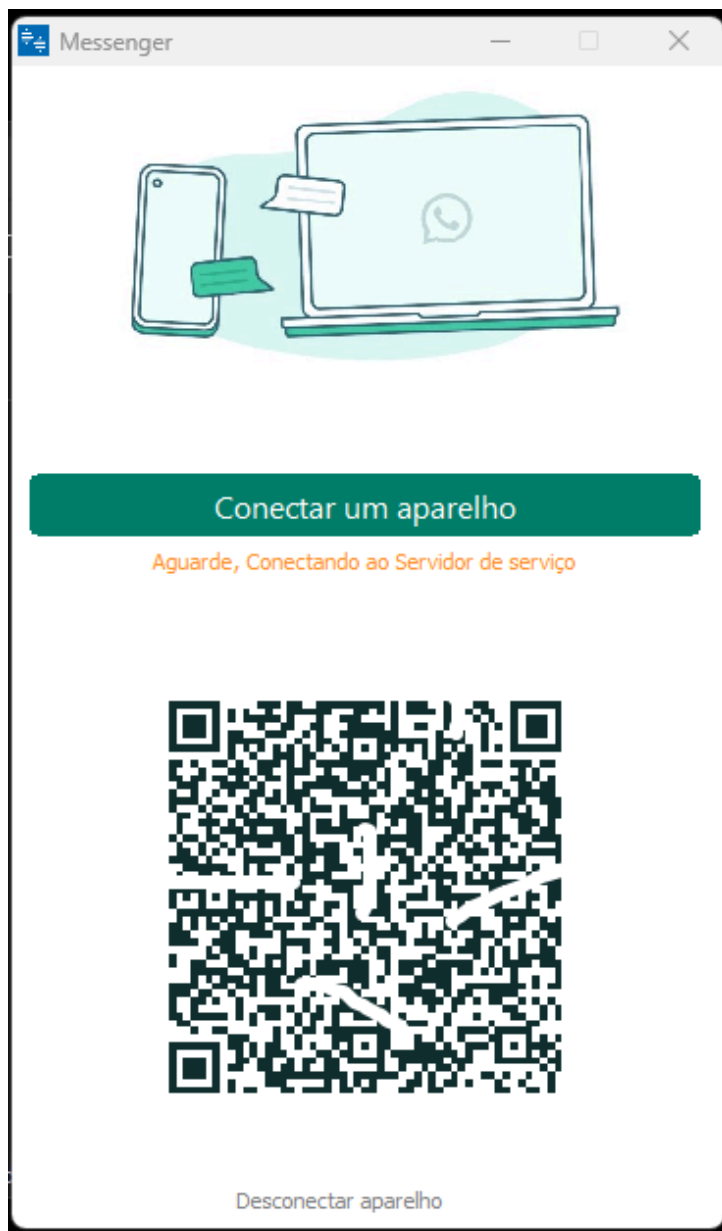 Messenger
Conectar um aparelho
Aguarde, Conectando ao Servidor de serviço
Desconectar aparelho